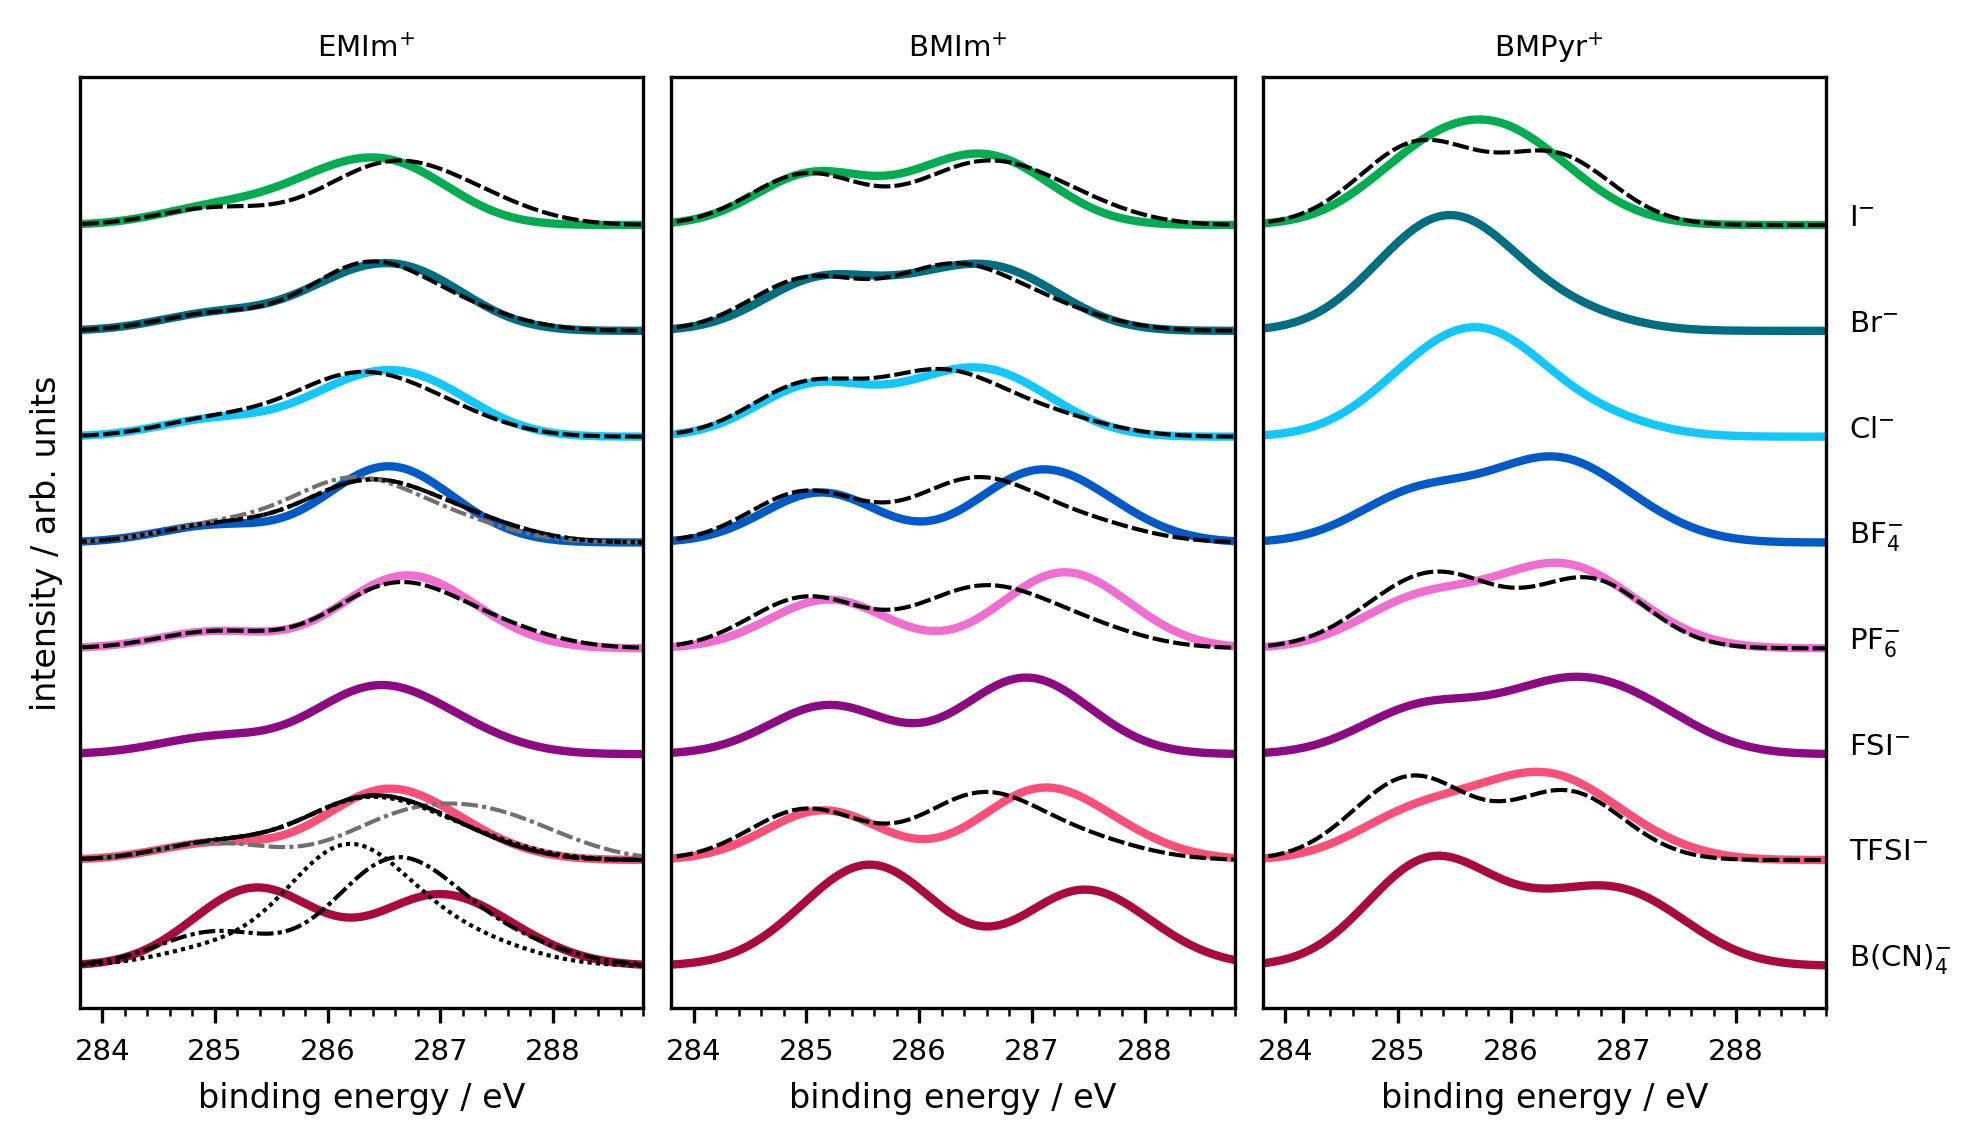 EMIm⁺ BMIm⁺ BMPyr⁺
intensity / arb. units
I⁻
Br⁻
Cl⁻
BF₄⁻
PF₆⁻
FSI⁻
TFSI⁻
B(CN)₄⁻
284 285 286 287 288 284 285 286 287 288 284 285 286 287 288
binding energy / eV binding energy / eV binding energy / eV